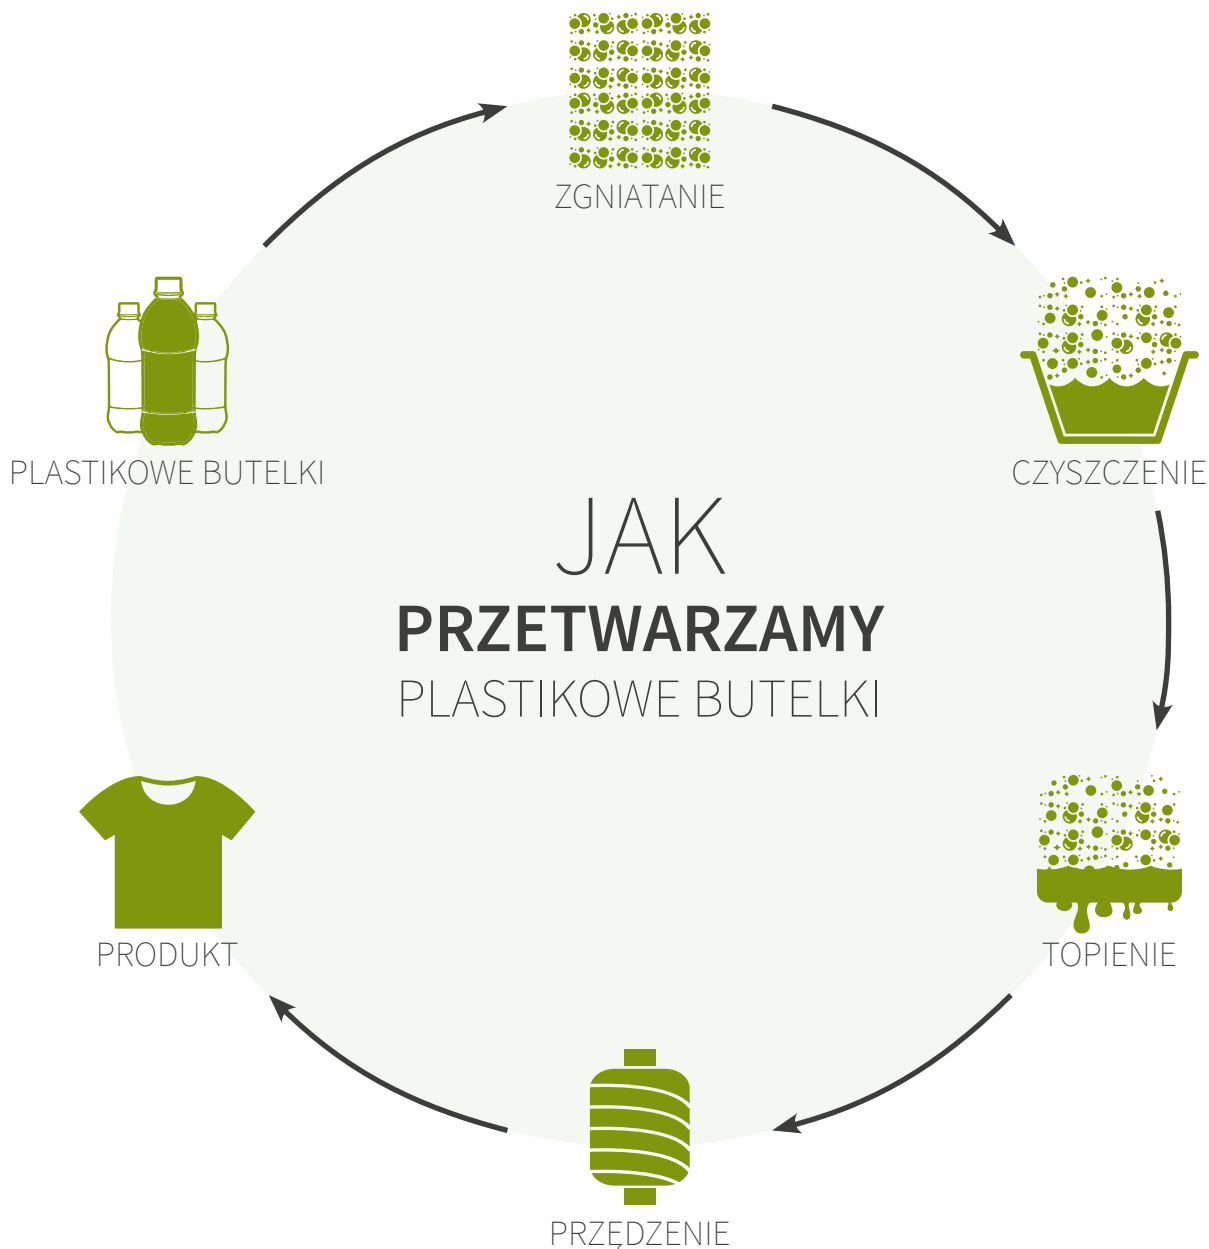 ZGNIATANIE
PLASTIKOWE BUTELKI
CZYSZCZENIE
JAK
PRZETWARZAMY
PLASTIKOWE BUTELKI
PRODUKT
TOPIENIE
PRZĘDZENIE